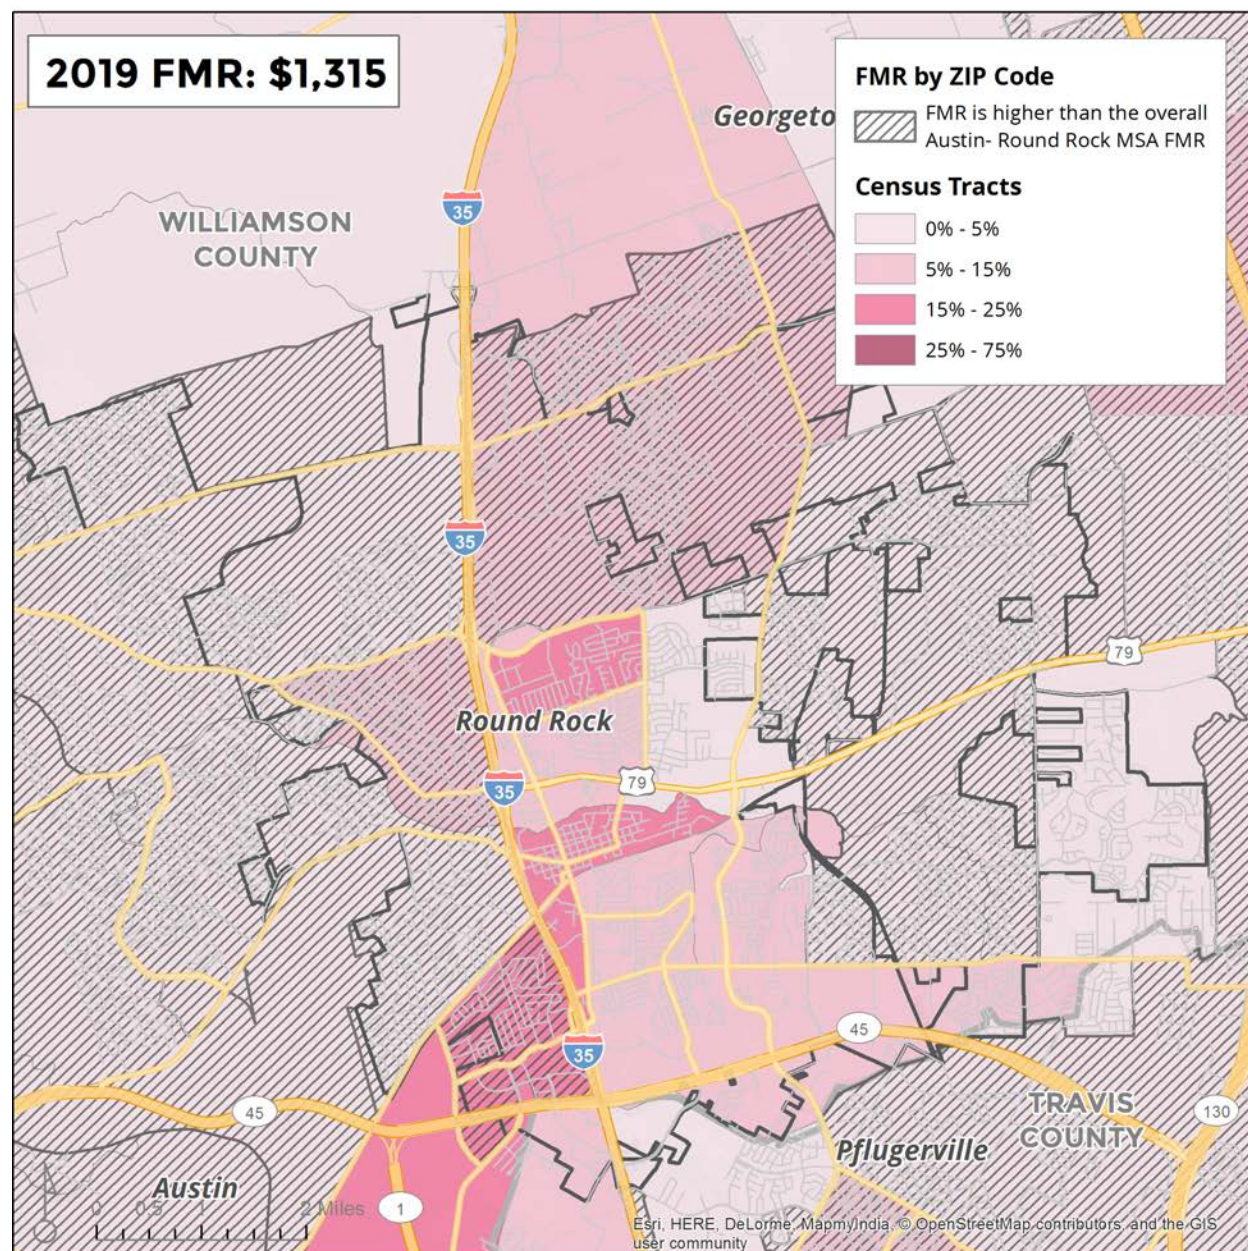 2019 FMR: $1,315
FMR by ZIP Code
FMR is higher than the overall
Austin- Round Rock MSA FMR
Census Tracts
0% - 5%
5% - 15%
15% - 25%
25% - 75%
Georgeto
35
WILLIAMSON
COUNTY
35
79
Round Rock
35
79
45
35
TRAVIS
COUNTY
45
130
Pflugerville
Austin
0 0.5 1 2 Miles
1
Esri, HERE, DeLorme, MapmyIndia, © OpenStreetMap contributors, and the GIS
user community